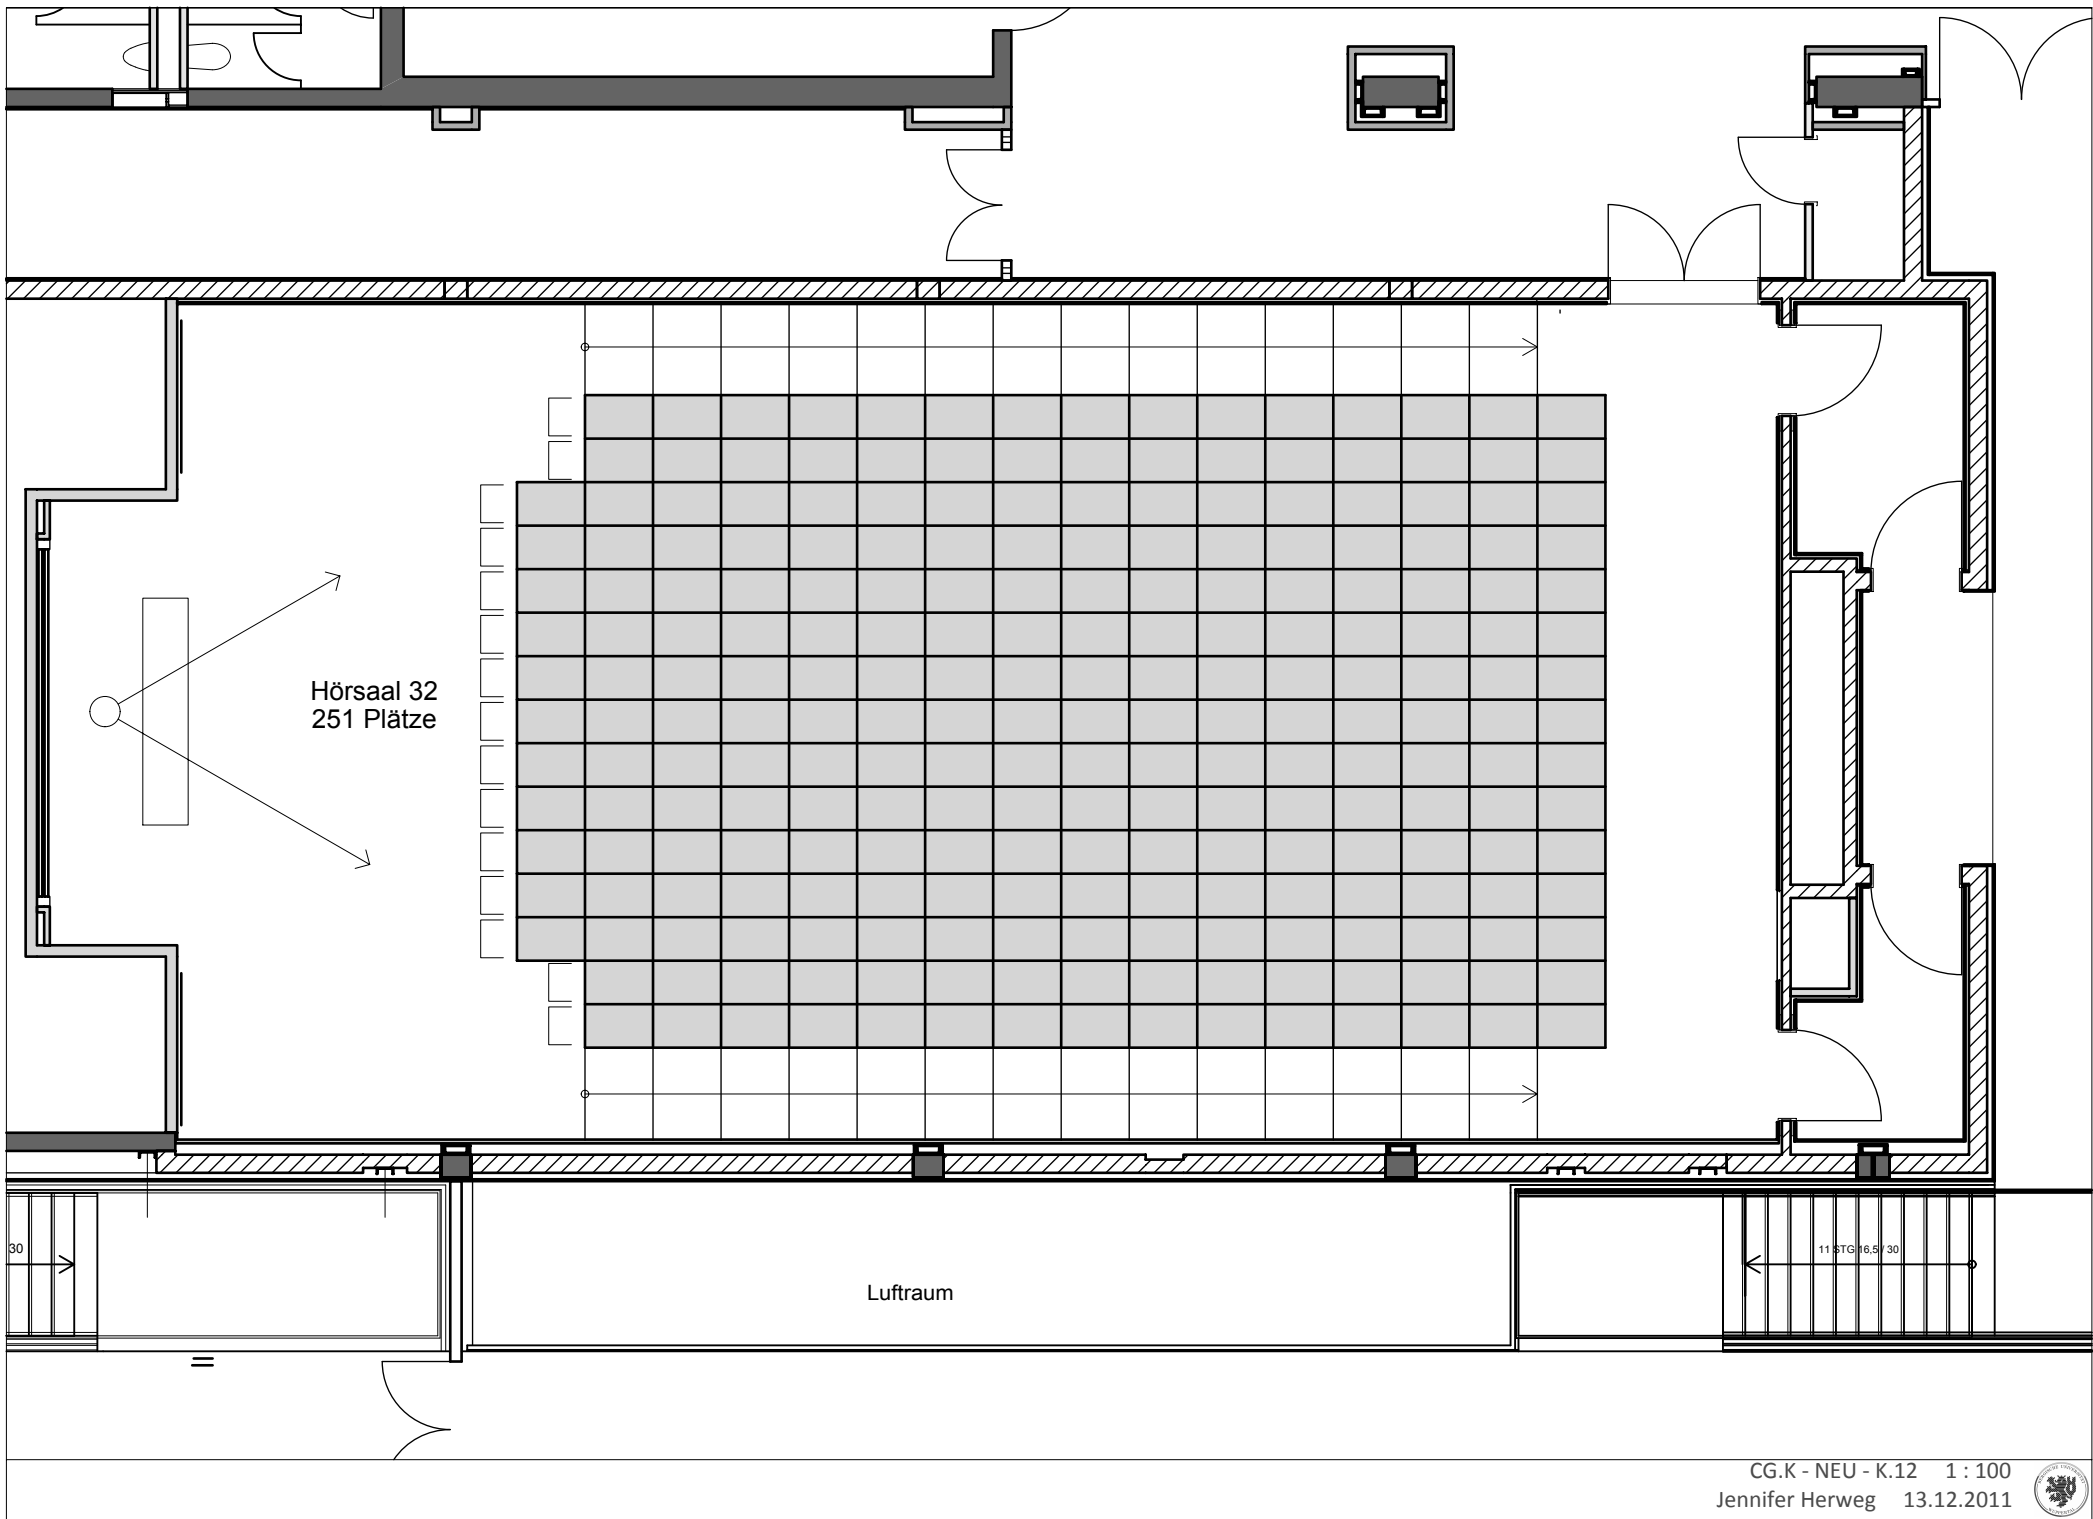 Hörsaal 32
251 Plätze
30
11 STG 16,5 / 30
Luftraum
CG.K - NEU - K.12 1 : 100
Jennifer Herweg 13.12.2011